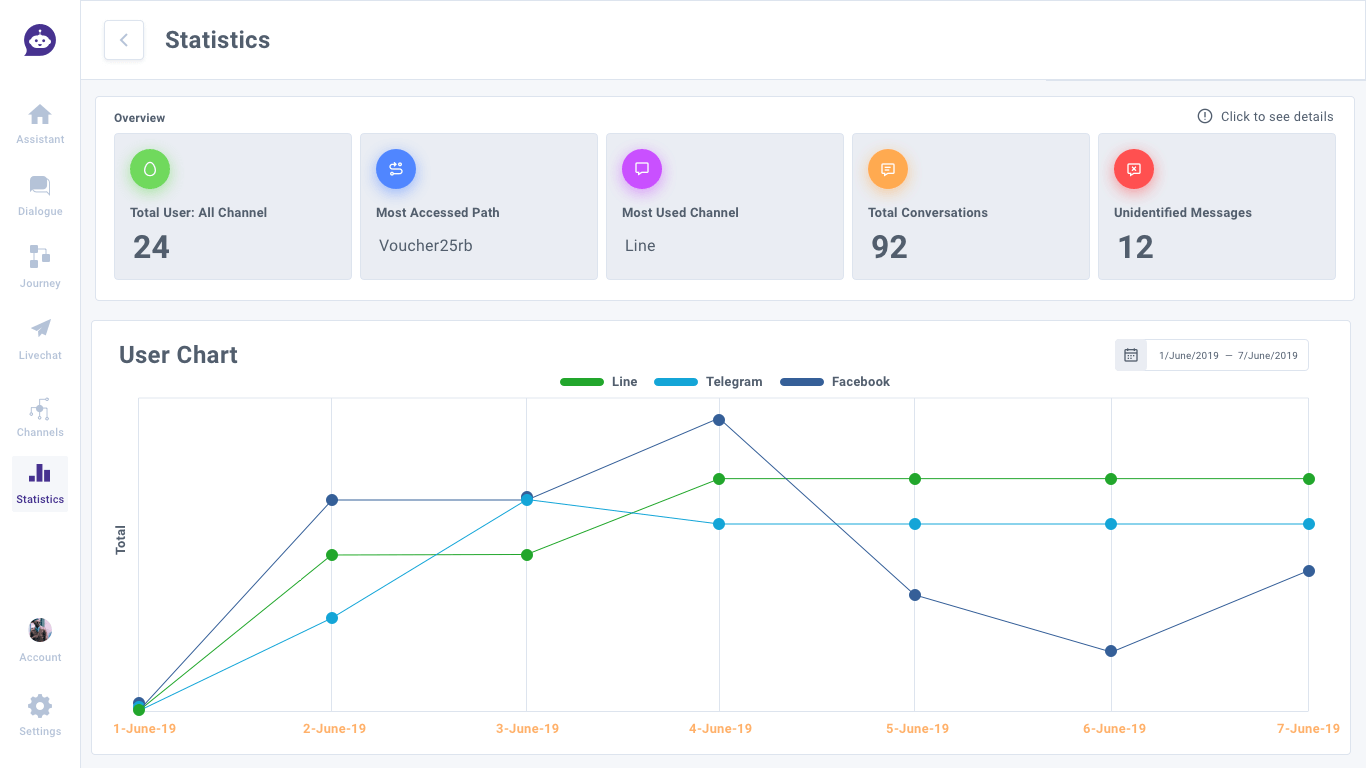 Statistics
Assistant
Dialogue
Journey
Livechat
Channels
Statistics
Account
Settings
Overview
Click to see details
Total User: All Channel
24
Most Accessed Path
Voucher25rb
Most Used Channel
Line
Total Conversations
92
Unidentified Messages
12
User Chart
1/June/2019 — 7/June/2019
Line Telegram Facebook
Total
1-June-19 2-June-19 3-June-19 4-June-19 5-June-19 6-June-19 7-June-19